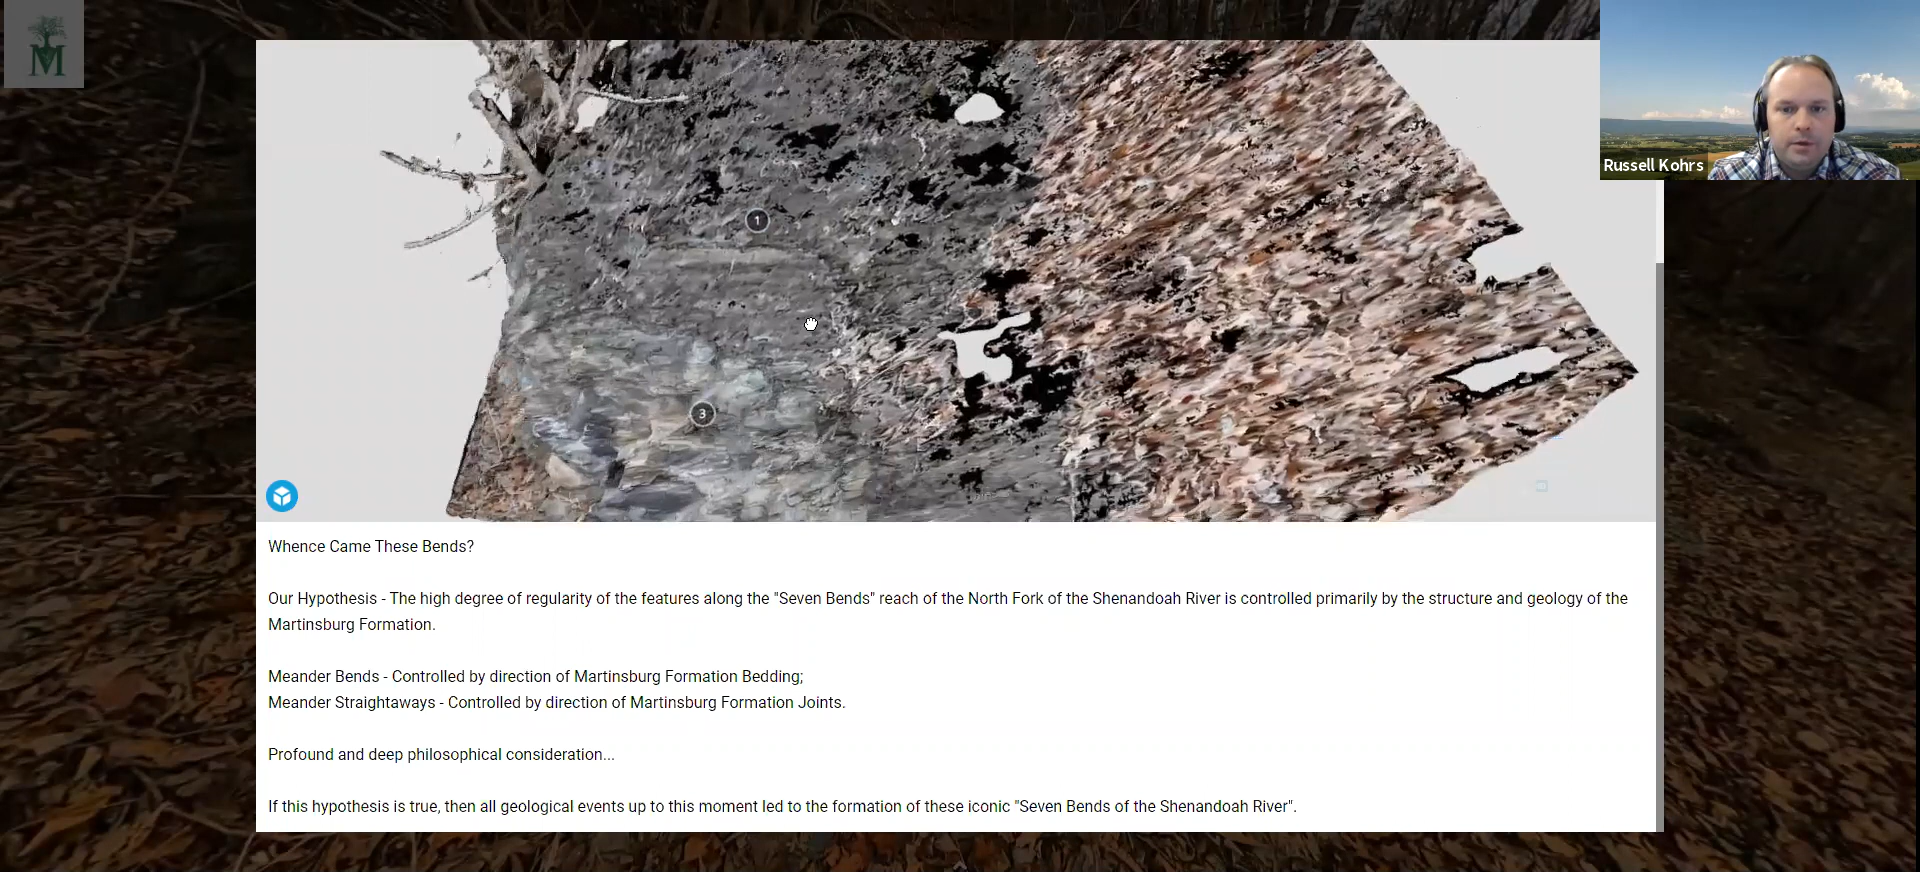 M
Russell Kohrs
1
3
Whence Came These Bends?
Our Hypothesis - The high degree of regularity of the features along the "Seven Bends" reach of the North Fork of the Shenandoah River is controlled primarily by the structure and geology of the
Martinsburg Formation.
Meander Bends - Controlled by direction of Martinsburg Formation Bedding;
Meander Straightaways - Controlled by direction of Martinsburg Formation Joints.
Profound and deep philosophical consideration...
If this hypothesis is true, then all geological events up to this moment led to the formation of these iconic "Seven Bends of the Shenandoah River".